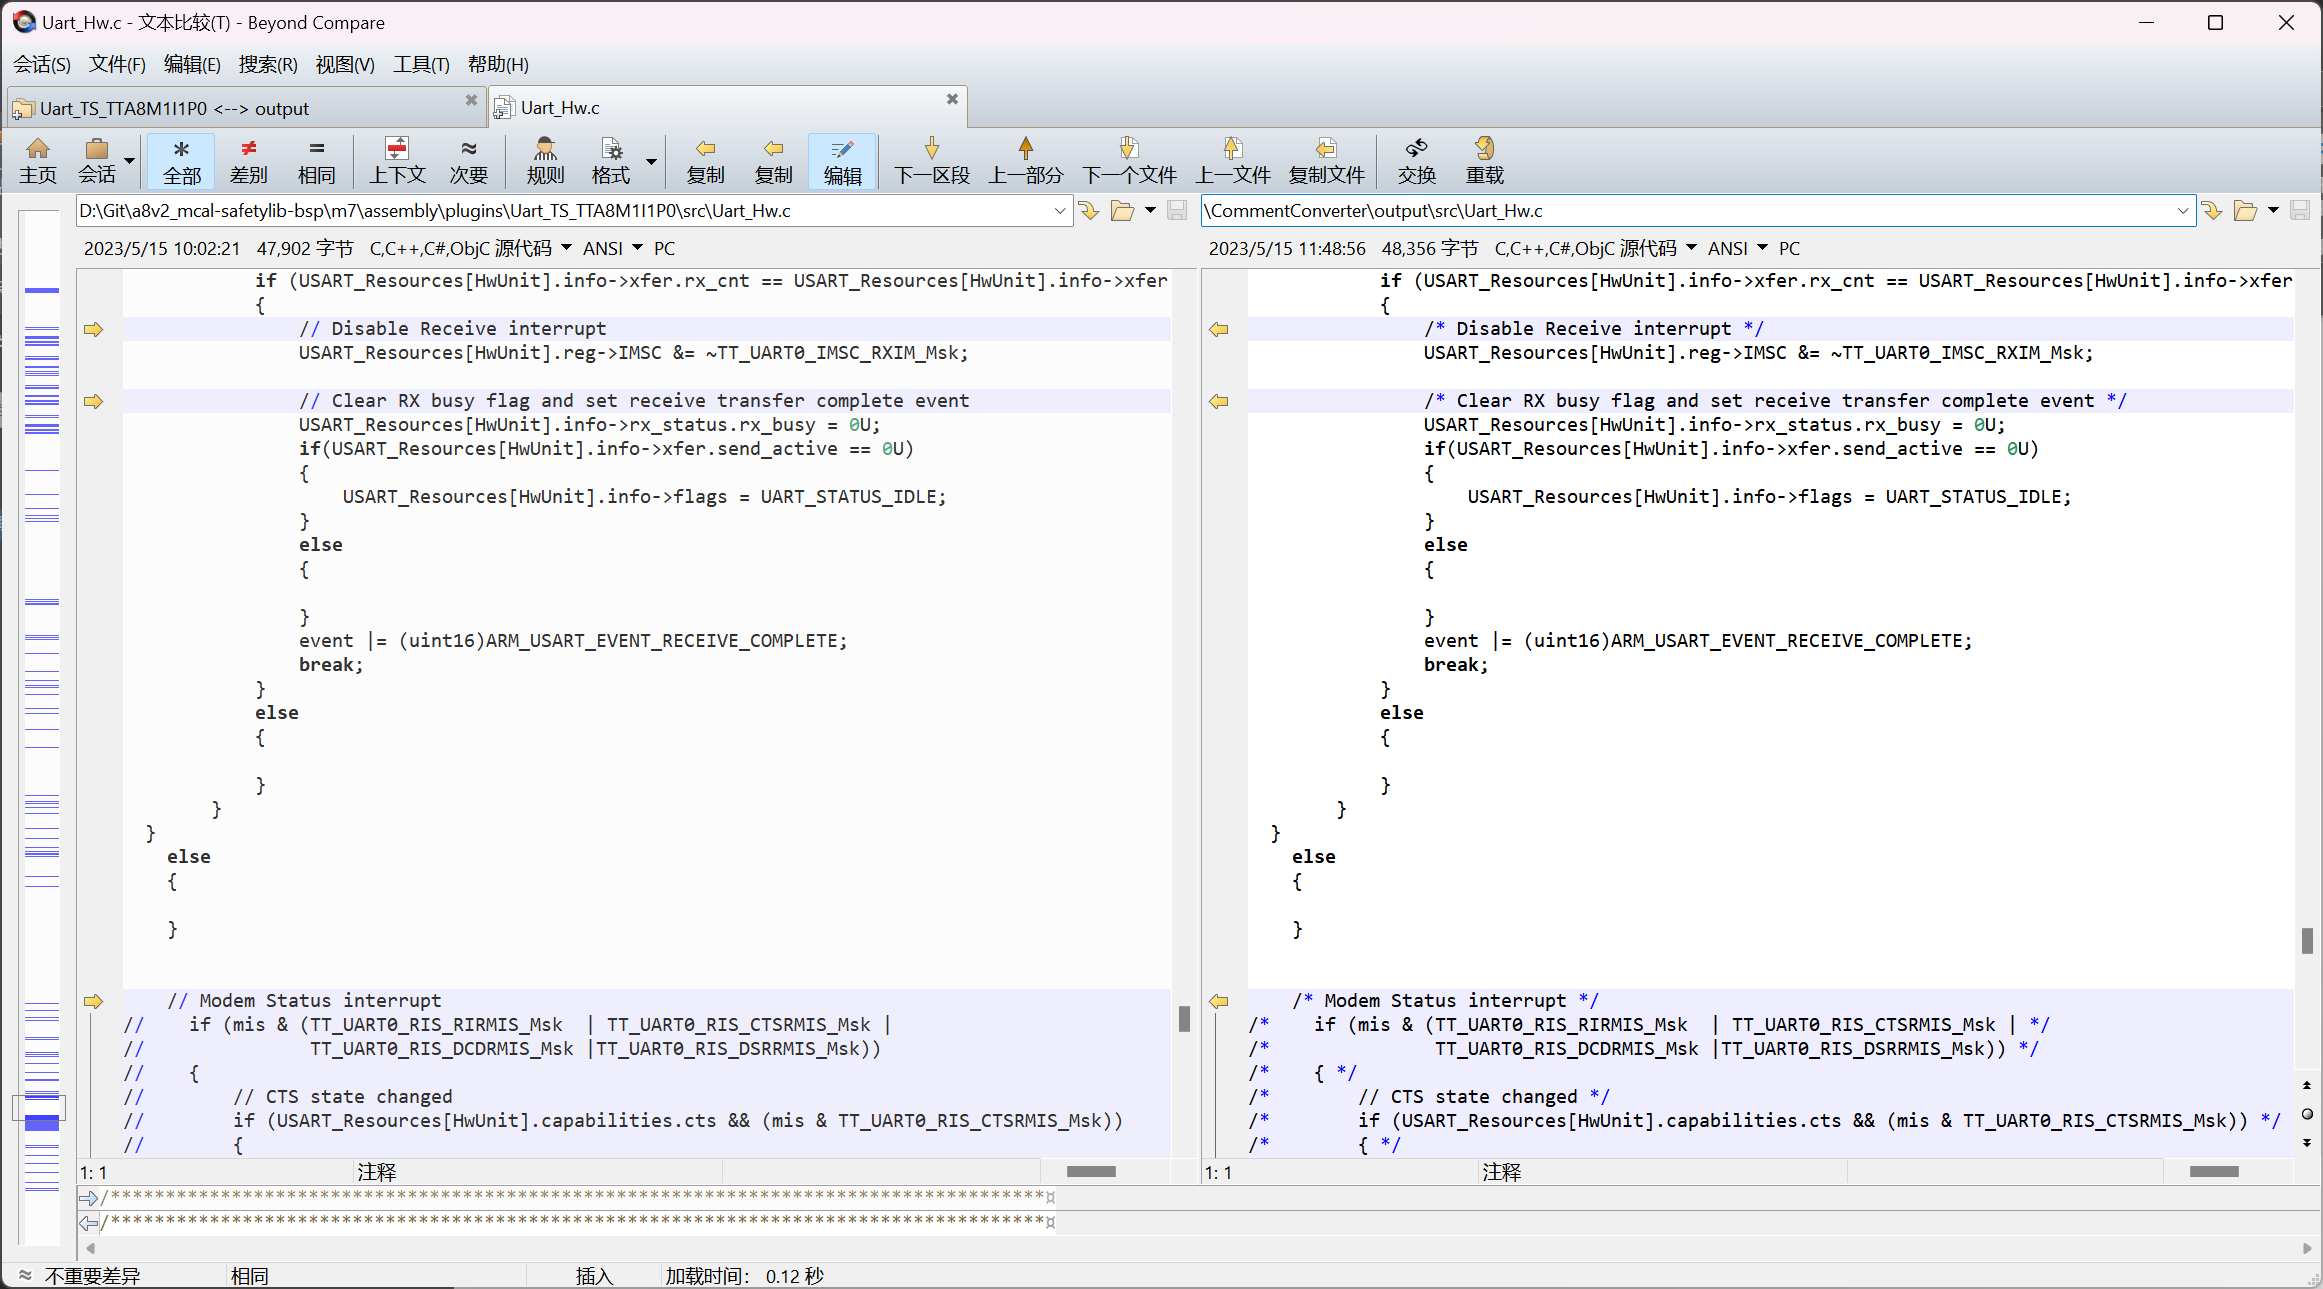 Uart_Hw.c - 文本比较(T) - Beyond Compare
会话(S) 文件(F) 编辑(E) 搜索(R) 视图(V) 工具(T) 帮助(H)
Uart_TS_TTA8M1I1P0 <--> output
Uart_Hw.c
主页 会话 全部 差别 相同 上下文 次要 规则 格式 复制 复制 编辑 下一区段 上一部分 下一个文件 上一文件 复制文件 交换 重载
D:\Git\a8v2_mcal-safetylib-bsp\m7\assembly\plugins\Uart_TS_TTA8M1I1P0\src\Uart_Hw.c
2023/5/15 10:02:21 47,902 字节 C,C++,C#,ObjC 源代码 ANSI PC
if (USART_Resources[HwUnit].info->xfer.rx_cnt == USART_Resources[HwUnit].info->xfer
{
// Disable Receive interrupt
USART_Resources[HwUnit].reg->IMSC &= ~TT_UART0_IMSC_RXIM_Msk;
// Clear RX busy flag and set receive transfer complete event
USART_Resources[HwUnit].info->rx_status.rx_busy = 0U;
if(USART_Resources[HwUnit].info->xfer.send_active == 0U)
{
USART_Resources[HwUnit].info->flags = UART_STATUS_IDLE;
}
else
{
}
event |= (uint16)ARM_USART_EVENT_RECEIVE_COMPLETE;
break;
}
else
{
}
}
}
else
{
}
// Modem Status interrupt
//    if (mis & (TT_UART0_RIS_RIRMIS_Msk  | TT_UART0_RIS_CTSRMIS_Msk |
//               TT_UART0_RIS_DCDRMIS_Msk |TT_UART0_RIS_DSRRMIS_Msk))
//    {
//        // CTS state changed
//        if (USART_Resources[HwUnit].capabilities.cts && (mis & TT_UART0_RIS_CTSRMIS_Msk))
//        {
1: 1 注释
\CommentConverter\output\src\Uart_Hw.c
2023/5/15 11:48:56 48,356 字节 C,C++,C#,ObjC 源代码 ANSI PC
if (USART_Resources[HwUnit].info->xfer.rx_cnt == USART_Resources[HwUnit].info->xfer
{
/* Disable Receive interrupt */
USART_Resources[HwUnit].reg->IMSC &= ~TT_UART0_IMSC_RXIM_Msk;
/* Clear RX busy flag and set receive transfer complete event */
USART_Resources[HwUnit].info->rx_status.rx_busy = 0U;
if(USART_Resources[HwUnit].info->xfer.send_active == 0U)
{
USART_Resources[HwUnit].info->flags = UART_STATUS_IDLE;
}
else
{
}
event |= (uint16)ARM_USART_EVENT_RECEIVE_COMPLETE;
break;
}
else
{
}
}
}
else
{
}
/* Modem Status interrupt */
/*    if (mis & (TT_UART0_RIS_RIRMIS_Msk  | TT_UART0_RIS_CTSRMIS_Msk | */
/*               TT_UART0_RIS_DCDRMIS_Msk |TT_UART0_RIS_DSRRMIS_Msk)) */
/*    { */
/*        // CTS state changed */
/*        if (USART_Resources[HwUnit].capabilities.cts && (mis & TT_UART0_RIS_CTSRMIS_Msk)) */
/*        { */
1: 1 注释
/*************************************************************************************¤
/*************************************************************************************¤
不重要差异 相同 插入 加载时间: 0.12 秒